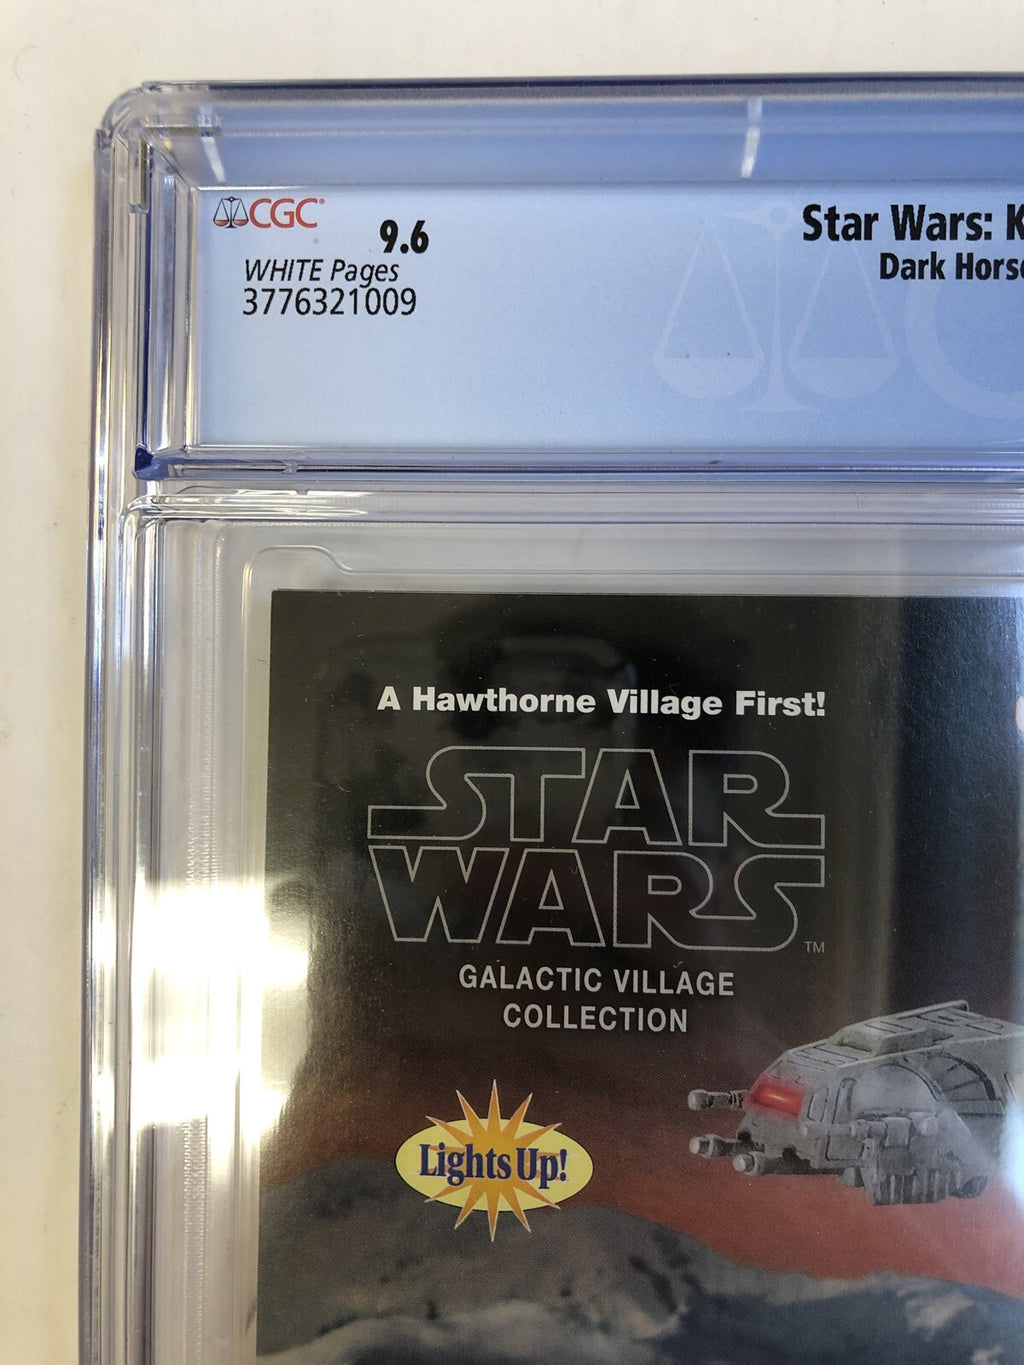 CGC
9.6
WHITE Pages
3776321009
Star Wars: K
Dark Horse
A Hawthorne Village First!
STAR
WARS
TM
GALACTIC VILLAGE
COLLECTION
Lights Up!